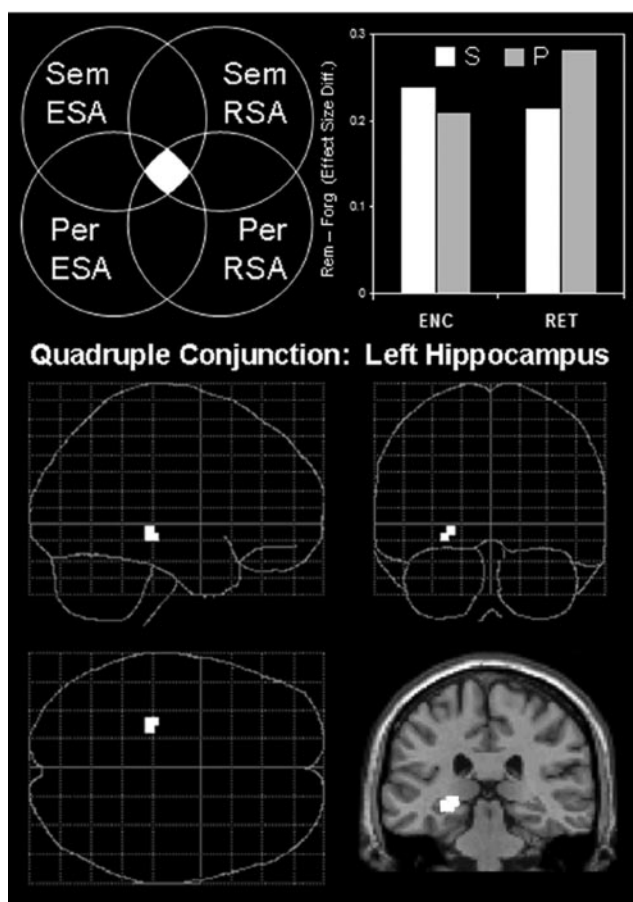 Sem ESA
Sem RSA
Per ESA
Per RSA
Rem – Forg (Effect Size Diff.)
0.3
0.2
0.1
0
S
P
ENC
RET
Quadruple Conjunction: Left Hippocampus